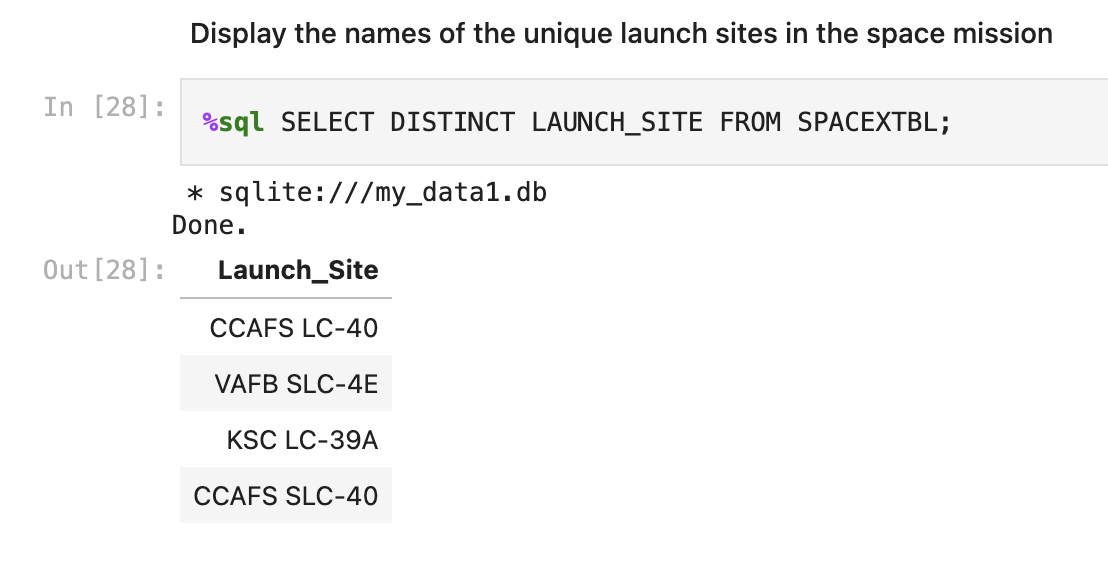 Display the names of the unique launch sites in the space mission
In [28]:
%sql SELECT DISTINCT LAUNCH_SITE FROM SPACEXTBL;
* sqlite:///my_data1.db
Done.
Out[28]:
Launch_Site
CCAFS LC-40
VAFB SLC-4E
KSC LC-39A
CCAFS SLC-40